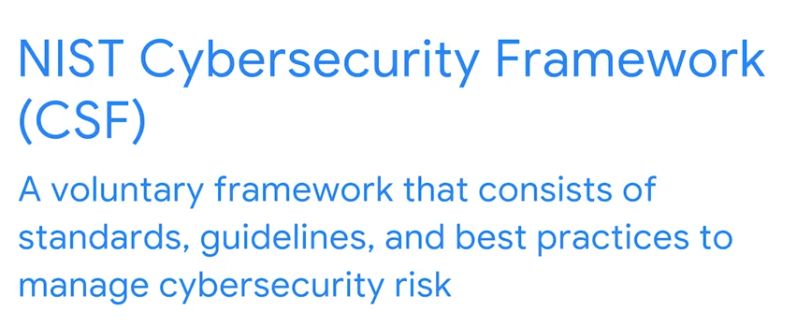 NIST Cybersecurity Framework
(CSF)
A voluntary framework that consists of
standards, guidelines, and best practices to
manage cybersecurity risk